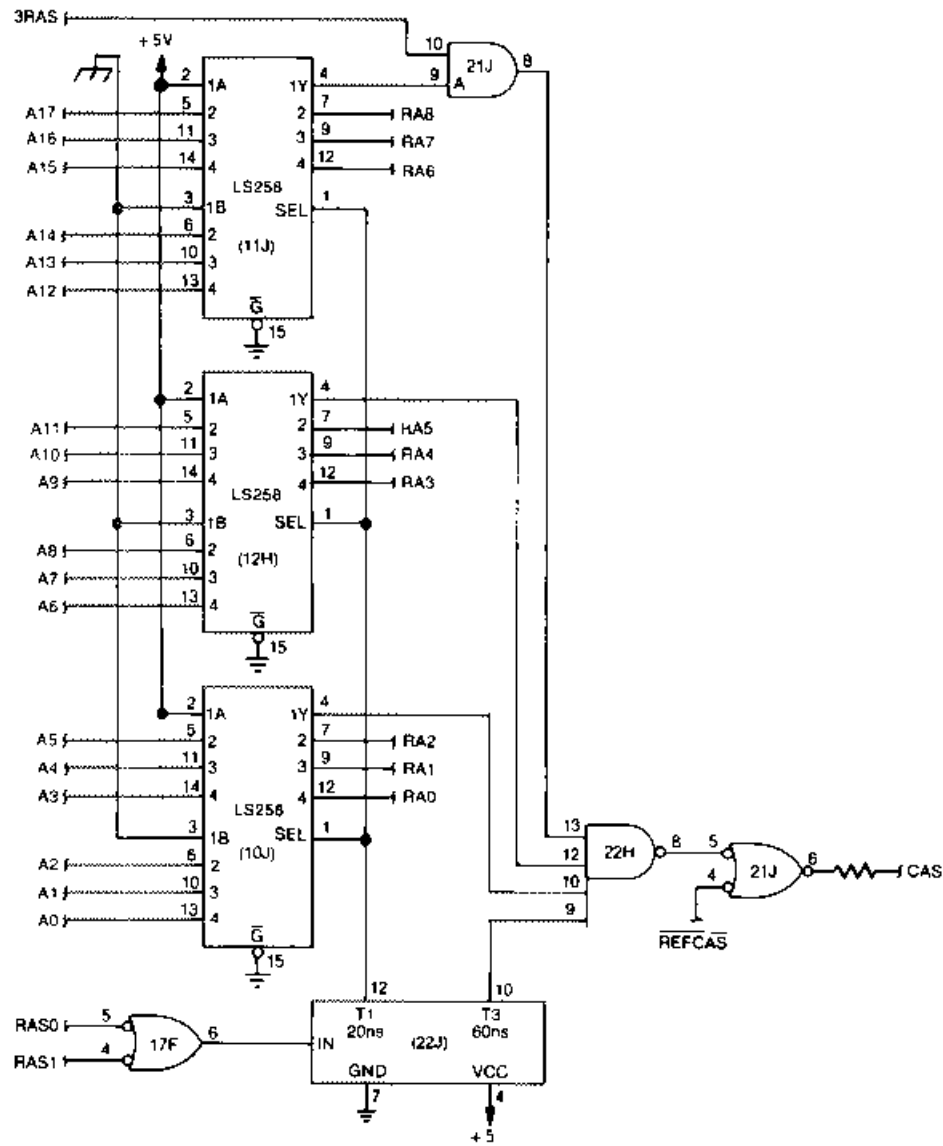 3RAS
+5V
10
21J
8
9
A
2
1A
1Y
4
A17
5
2
2
7
RA8
A16
11
3
3
9
RA7
A15
14
4
4
12
RA6
LS258
3
1B
SEL
1
A14
6
2
(11J)
A13
10
3
A12
13
4
G
15
2
1A
1Y
4
A11
5
2
2
7
RA5
A10
11
3
3
9
RA4
A9
14
4
4
12
RA3
LS258
3
1B
SEL
1
A8
6
2
(12H)
A7
10
3
A6
13
4
G
15
2
1A
1Y
4
A5
5
2
2
7
RA2
A4
11
3
3
9
RA1
A3
14
4
4
12
RA0
LS258
3
1B
SEL
1
(10J)
A2
6
2
A1
10
3
A0
13
4
G
15
13
12
10
9
22H
8
5
4
21J
6
CAS
REFCAS
12
10
RAS0
5
17F
6
IN
T1
20ns
(22J)
T3
60ns
RAS1
4
GND
VCC
7
4
+5